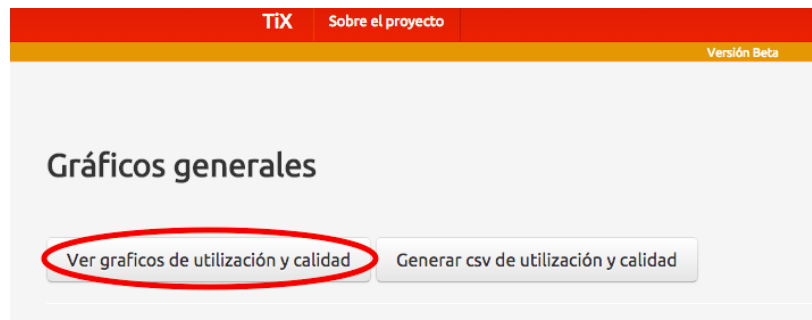 TiX Sobre el proyecto
Versión Beta
Gráficos generales
Ver graficos de utilización y calidad Generar csv de utilización y calidad